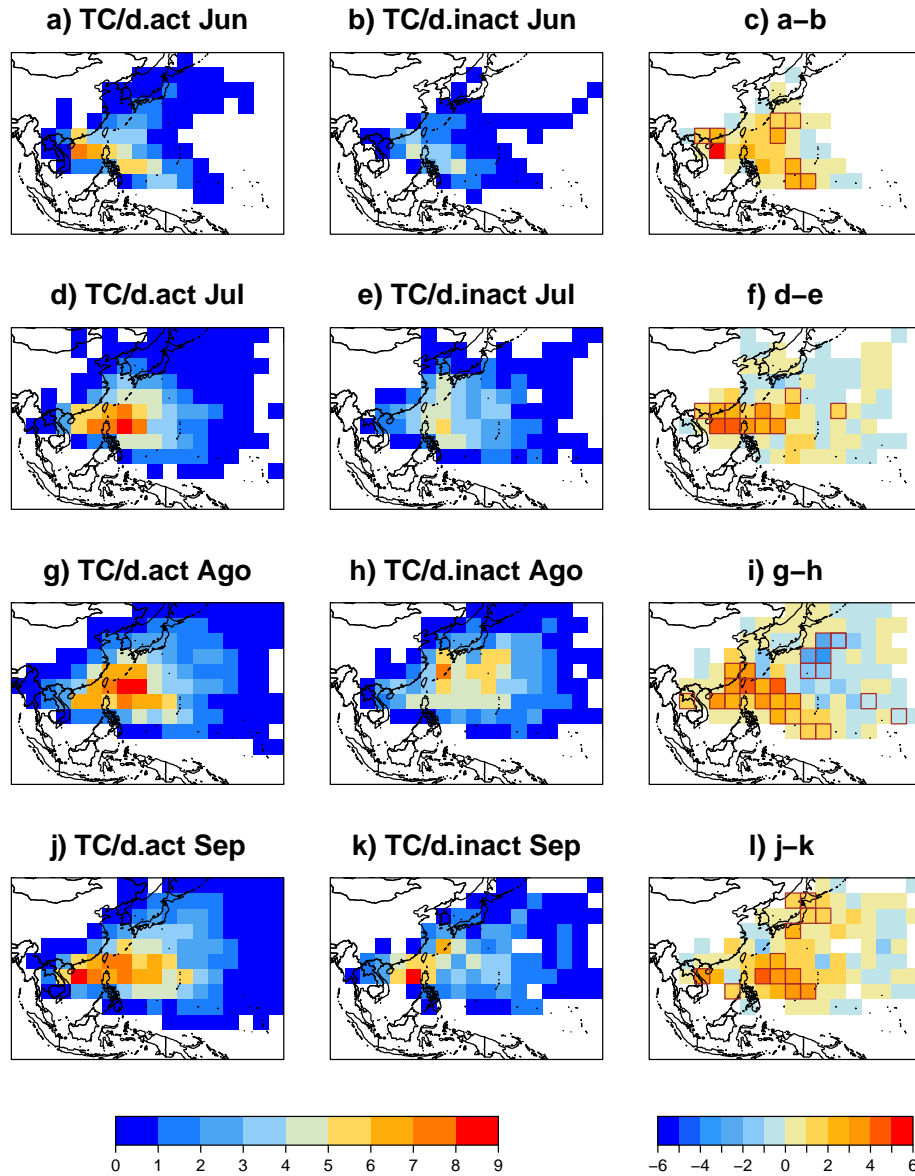 a) TC/d.act Jun
b) TC/d.inact Jun
c) a−b
d) TC/d.act Jul
e) TC/d.inact Jul
f) d−e
g) TC/d.act Ago
h) TC/d.inact Ago
i) g−h
j) TC/d.act Sep
k) TC/d.inact Sep
l) j−k
0 1 2 3 4 5 6 7 8 9
−6 −4 −2 0 2 4 6